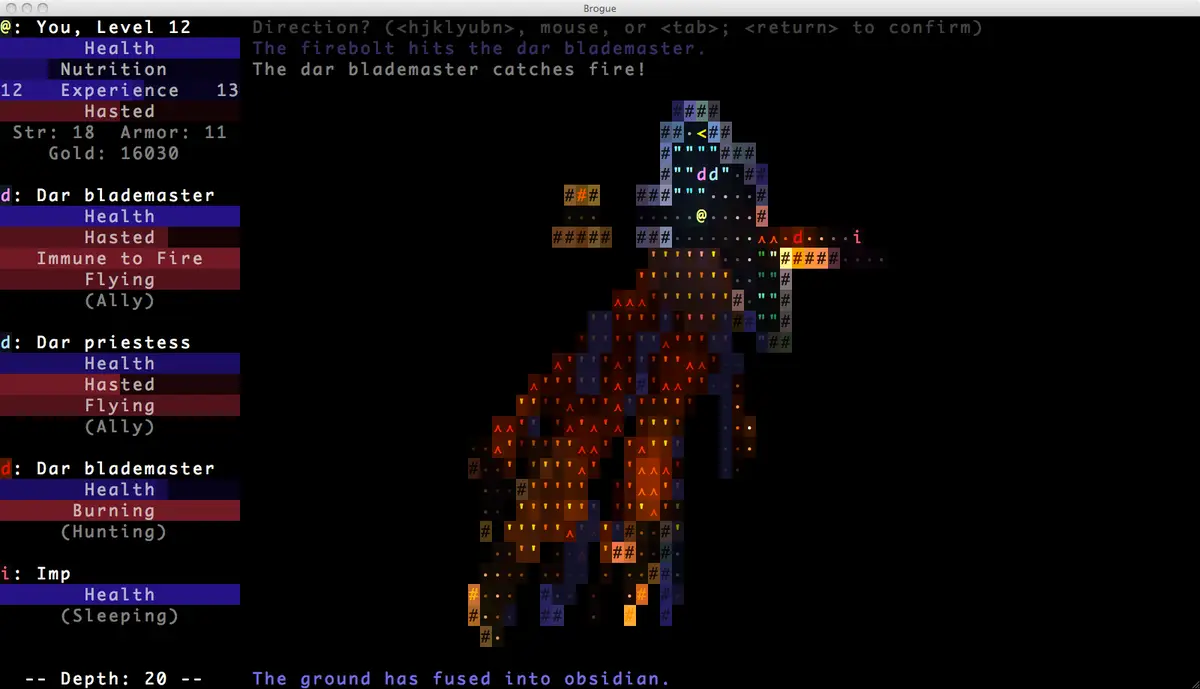 Brogue
@: You, Level 12
Health
Nutrition
12 Experience 13
Hasted
Str: 18 Armor: 11
Gold: 16030
d: Dar blademaster
Health
Hasted
Immune to Fire
Flying
(Ally)
d: Dar priestess
Health
Hasted
Flying
(Ally)
d: Dar blademaster
Health
Burning
(Hunting)
i: Imp
Health
(Sleeping)
-- Depth: 20 --
Direction? (<hjklyubn>, mouse, or <tab>; <return> to confirm)
The firebolt hits the dar blademaster.
The dar blademaster catches fire!
The ground has fused into obsidian.